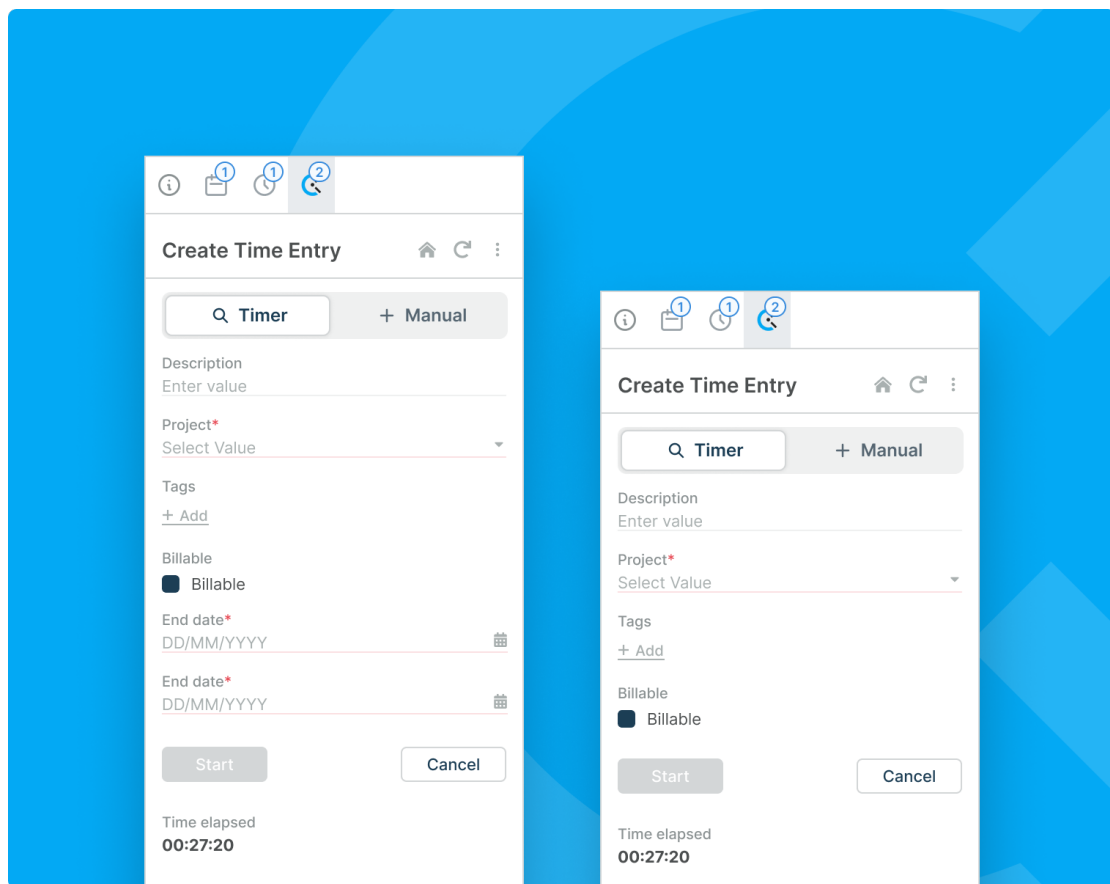 1 1 2
Create Time Entry
Timer + Manual
Description
Enter value
Project*
Select Value
Tags
+ Add
Billable
Billable
End date*
DD/MM/YYYY
End date*
DD/MM/YYYY
Start Cancel
Time elapsed
00:27:20
1 1 2
Create Time Entry
Timer + Manual
Description
Enter value
Project*
Select Value
Tags
+ Add
Billable
Billable
Start Cancel
Time elapsed
00:27:20